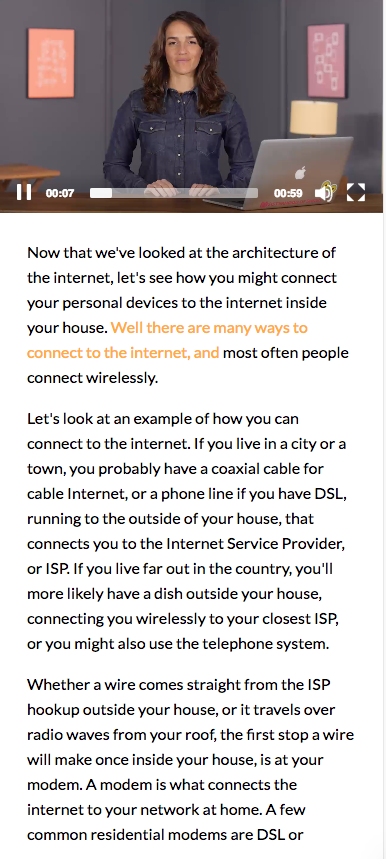 00:07
00:59
Now that we've looked at the architecture of
the internet, let's see how you might connect
your personal devices to the internet inside
your house. Well there are many ways to
connect to the internet, and most often people
connect wirelessly.
Let's look at an example of how you can
connect to the internet. If you live in a city or a
town, you probably have a coaxial cable for
cable Internet, or a phone line if you have DSL,
running to the outside of your house, that
connects you to the Internet Service Provider,
or ISP. If you live far out in the country, you'll
more likely have a dish outside your house,
connecting you wirelessly to your closest ISP,
or you might also use the telephone system.
Whether a wire comes straight from the ISP
hookup outside your house, or it travels over
radio waves from your roof, the first stop a wire
will make once inside your house, is at your
modem. A modem is what connects the
internet to your network at home. A few
common residential modems are DSL or